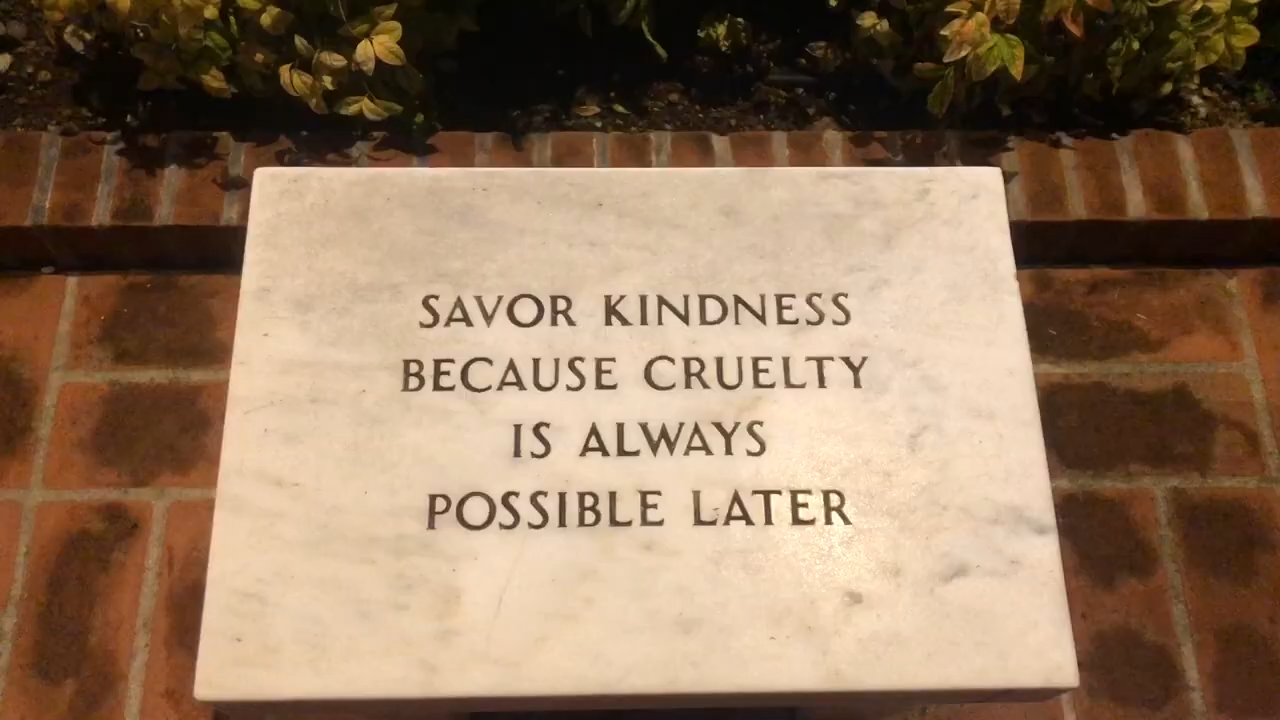 SAVOR KINDNESS
BECAUSE CRUELTY
IS ALWAYS
POSSIBLE LATER